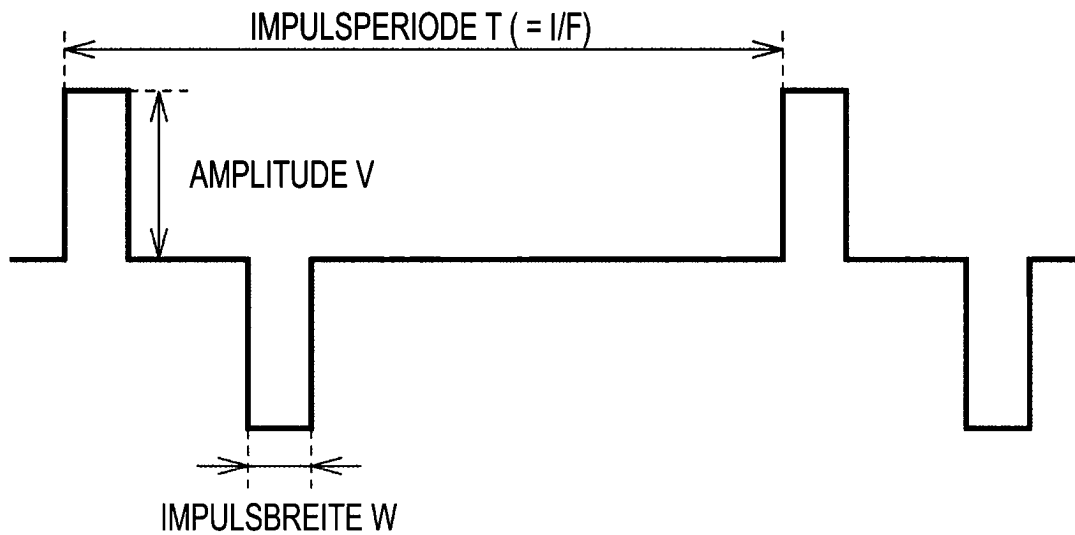 IMPULSPERIODE T ( = I/F)
AMPLITUDE V
IMPULSBREITE W